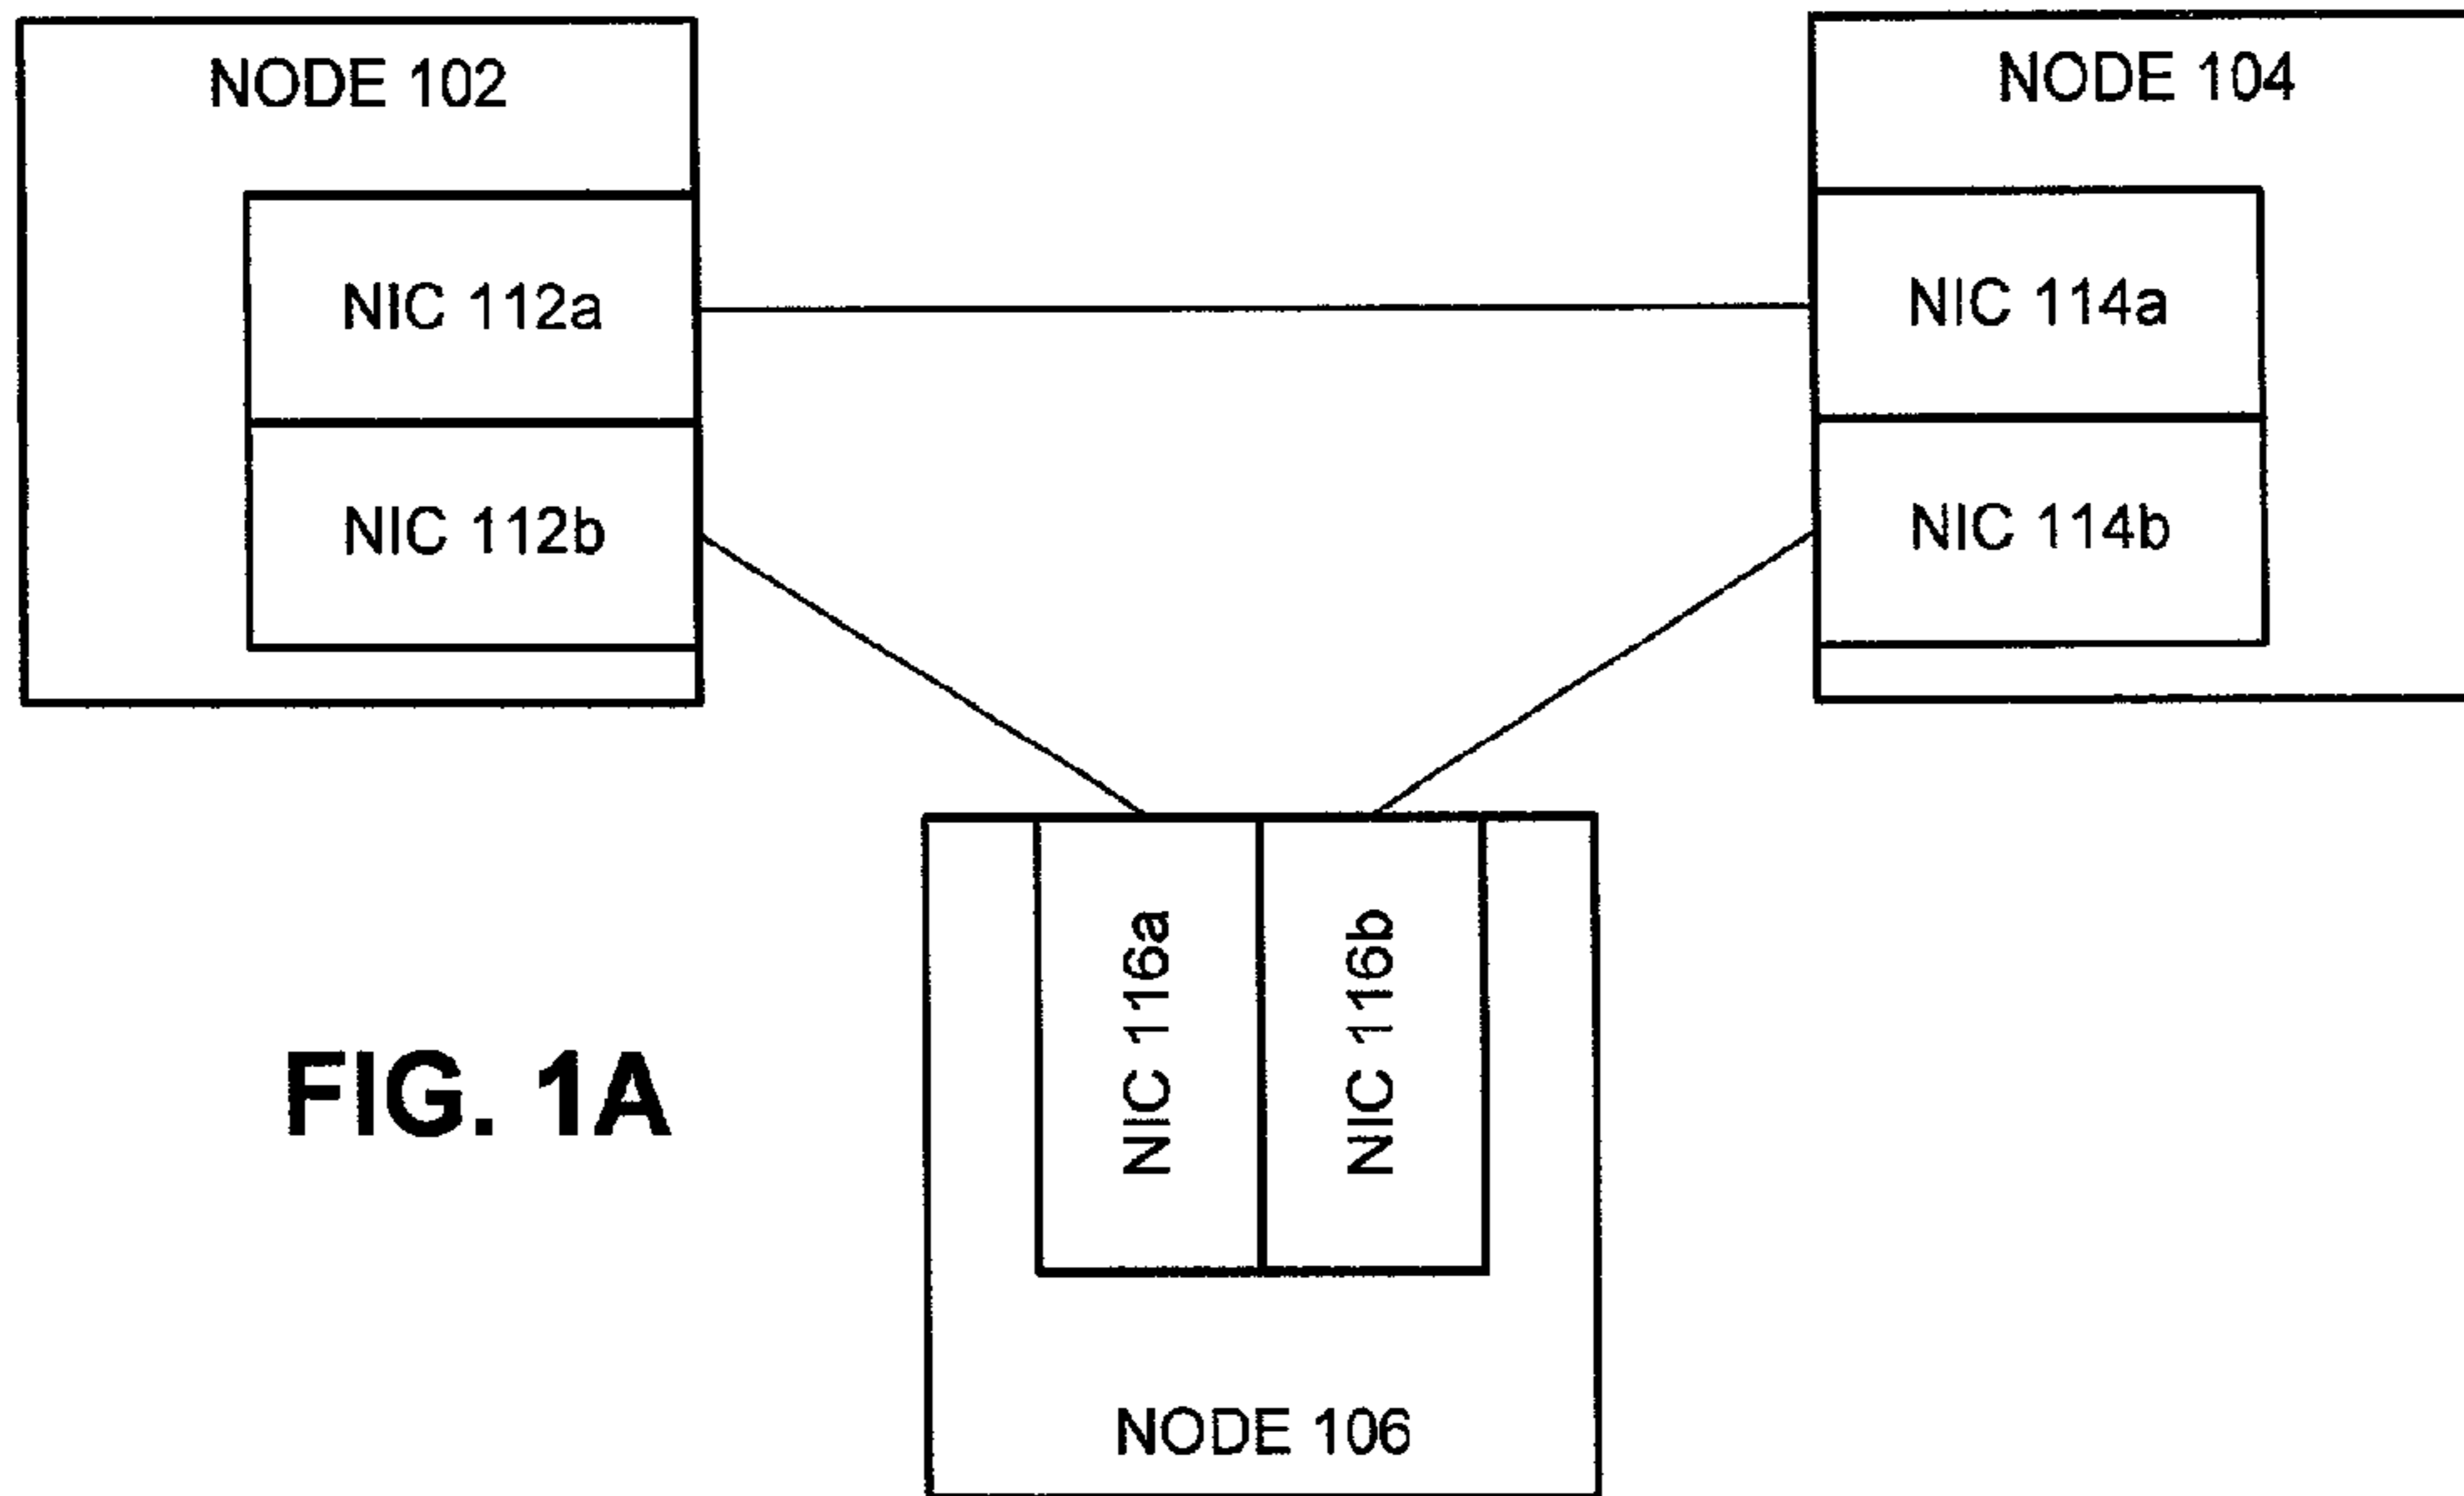 NODE 102
NODE 104
NIC 112a
NIC 114a
NIC 112b
NIC 114b
NIC 116a
NIC 116b
FIG. 1A
NODE 106